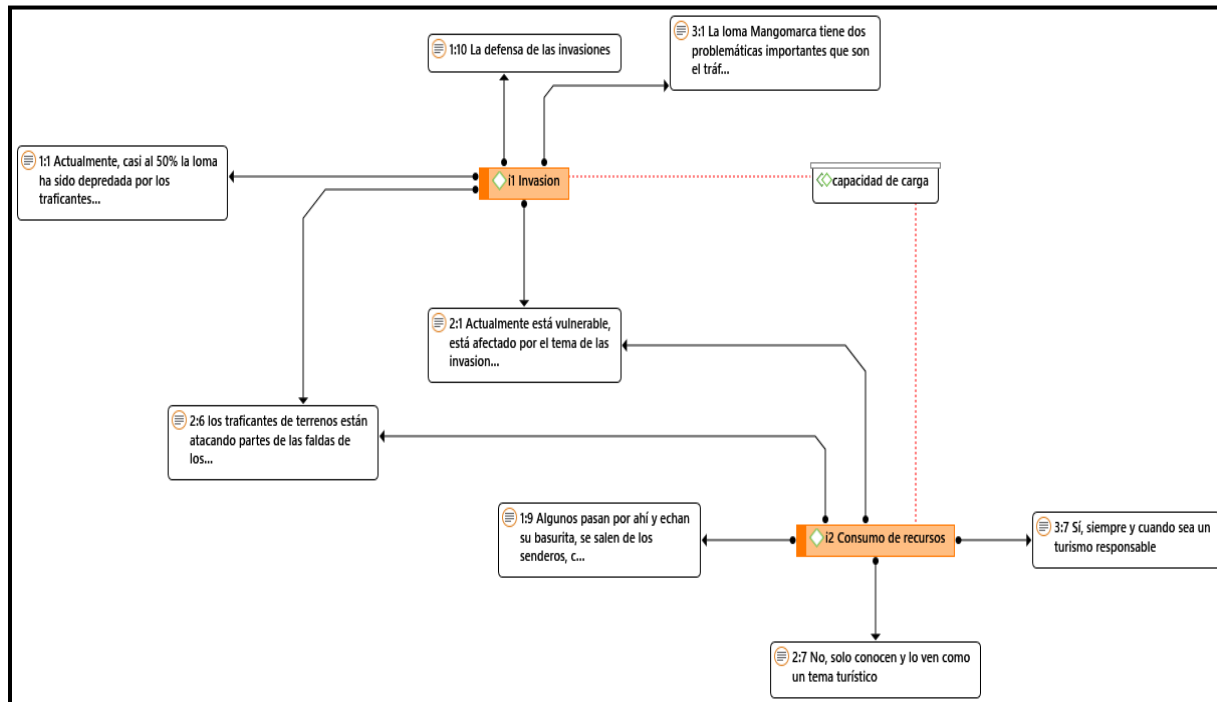 1:10 La defensa de las invasiones
3:1 La loma Mangomarca tiene dos
problemáticas importantes que son
el tráf...
1:1 Actualmente, casi al 50% la loma
ha sido depredada por los
traficantes...
i1 Invasion
capacidad de carga
2:1 Actualmente está vulnerable,
está afectado por el tema de las
invasion...
2:6 los traficantes de terrenos están
atacando partes de las faldas de
los...
1:9 Algunos pasan por ahí y echan
su basurita, se salen de los
senderos, c...
i2 Consumo de recursos
3:7 Sí, siempre y cuando sea un
turismo responsable
2:7 No, solo conocen y lo ven como
un tema turístico